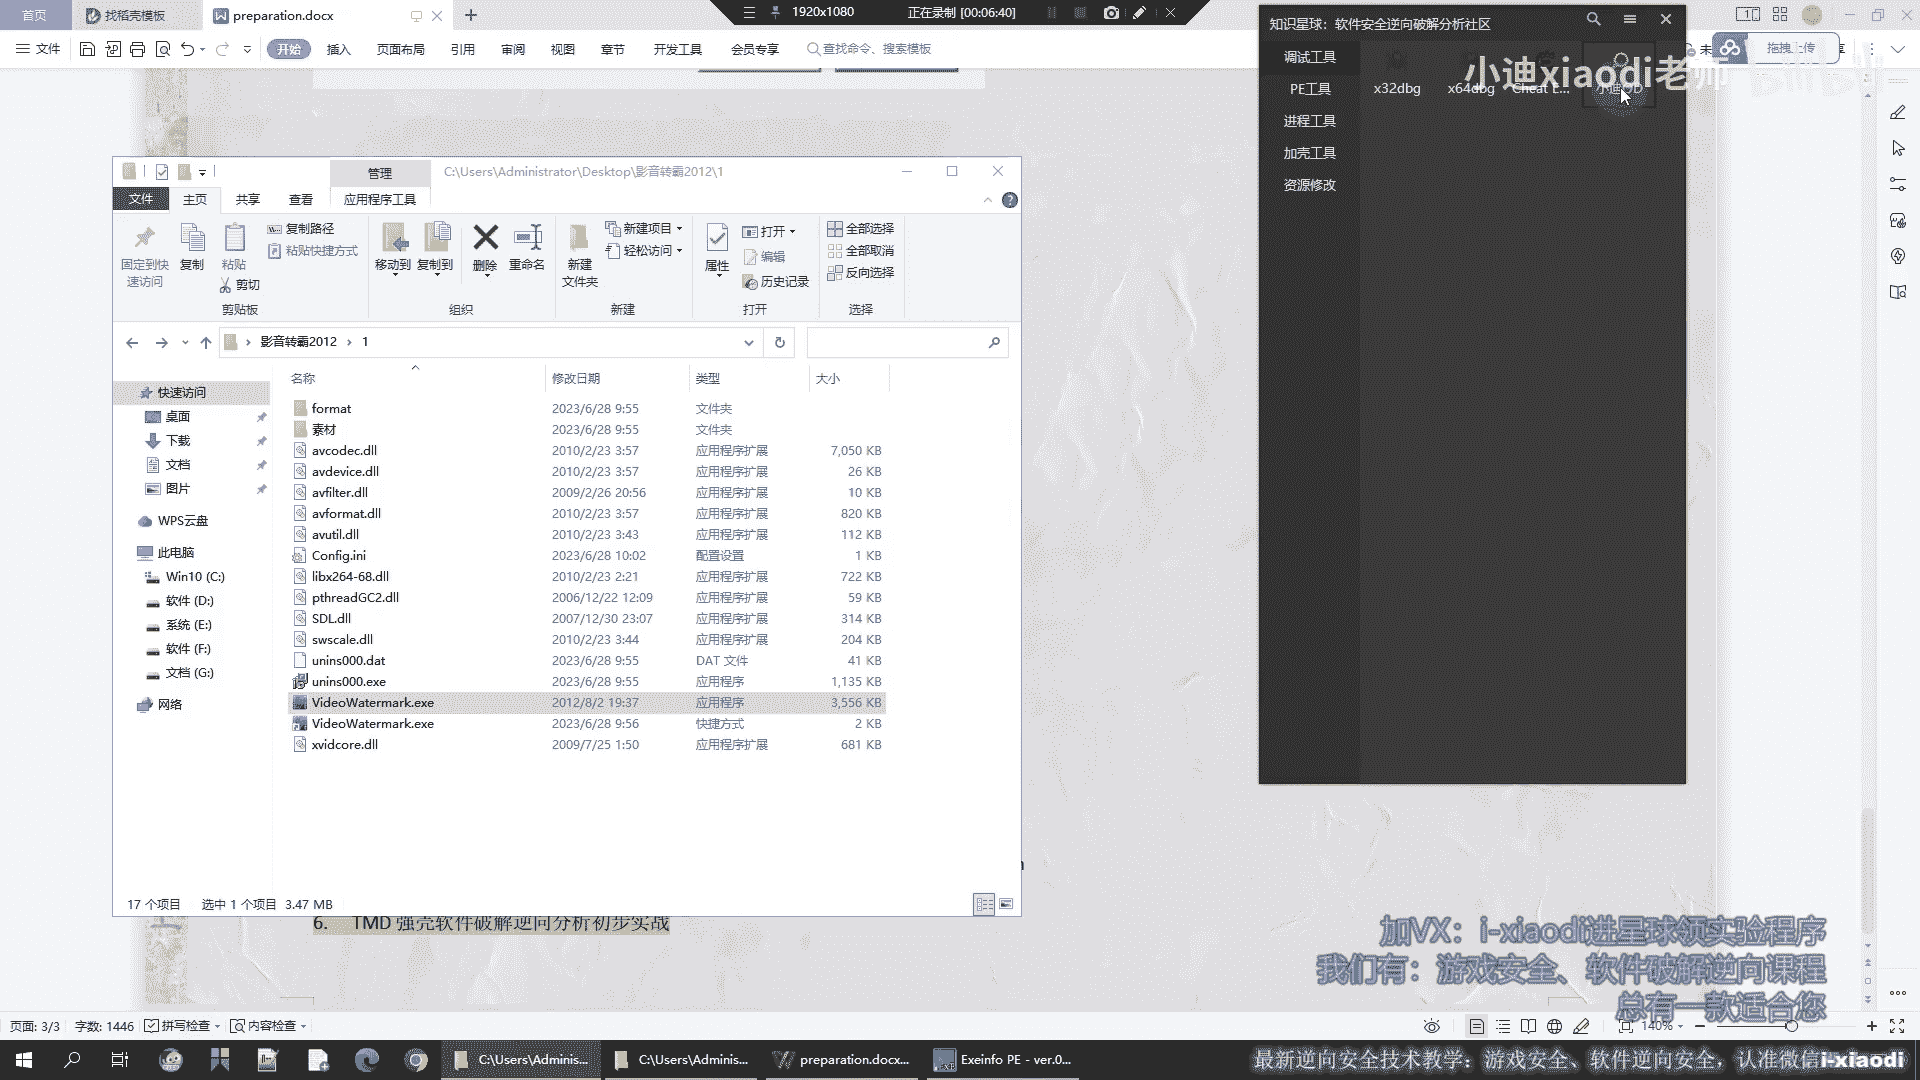 首页
找稻壳模板
preparation.docx
1920x1080
正在录制 [00:06:40]
文件
开始
插入
页面布局
引用
审阅
视图
章节
开发工具
会员专享
查找命令、搜索模板
拖拽上传
知识星球：软件安全逆向破解分析社区
小迪xiaodi老师
调试工具
PE工具
进程工具
加壳工具
资源修改
x32dbg
x64dbg
管理
C:\Users\Administrator\Desktop\影音转霸2012\1
文件
主页
共享
查看
应用程序工具
固定到快速访问
复制
粘贴
复制路径
粘贴快捷方式
剪切
剪贴板
移动到
复制到
删除
重命名
组织
新建文件夹
新建项目
轻松访问
新建
属性
打开
编辑
历史记录
打开
全部选择
全部取消
反向选择
选择
影音转霸2012 › 1
名称 修改日期 类型 大小
快速访问
桌面
下载
文档
图片
WPS云盘
此电脑
Win10 (C:)
软件 (D:)
系统 (E:)
软件 (F:)
文档 (G:)
网络
format 2023/6/28 9:55 文件夹
素材 2023/6/28 9:55 文件夹
avcodec.dll 2010/2/23 3:57 应用程序扩展 7,050 KB
avdevice.dll 2010/2/23 3:57 应用程序扩展 26 KB
avfilter.dll 2009/2/26 20:56 应用程序扩展 10 KB
avformat.dll 2010/2/23 3:57 应用程序扩展 820 KB
avutil.dll 2010/2/23 3:43 应用程序扩展 112 KB
Config.ini 2023/6/28 10:02 配置设置 1 KB
libx264-68.dll 2010/2/23 2:21 应用程序扩展 722 KB
pthreadGC2.dll 2006/12/22 12:09 应用程序扩展 59 KB
SDL.dll 2007/12/30 23:07 应用程序扩展 314 KB
swscale.dll 2010/2/23 3:44 应用程序扩展 204 KB
unins000.dat 2023/6/28 9:55 DAT 文件 41 KB
unins000.exe 2023/6/28 9:55 应用程序 1,135 KB
VideoWatermark.exe 2012/8/2 19:37 应用程序 3,556 KB
VideoWatermark.exe 2023/6/28 9:56 快捷方式 2 KB
xvidcore.dll 2009/7/25 1:50 应用程序扩展 681 KB
17 个项目 选中 1 个项目 3.47 MB
6. TMD 强壳软件破解逆向分析初步实战
加VX：i-xiaodi进星球领实验程序
我们有：游戏安全、软件破解逆向课程
总有一款适合您
页面: 3/3
字数: 1446
拼写检查
内容检查
140%
C:\Users\Adminis...
C:\Users\Adminis...
preparation.docx...
Exeinfo PE - ver.0...
最新逆向安全技术教学：游戏安全、软件逆向安全，认准微信i-xiaodi